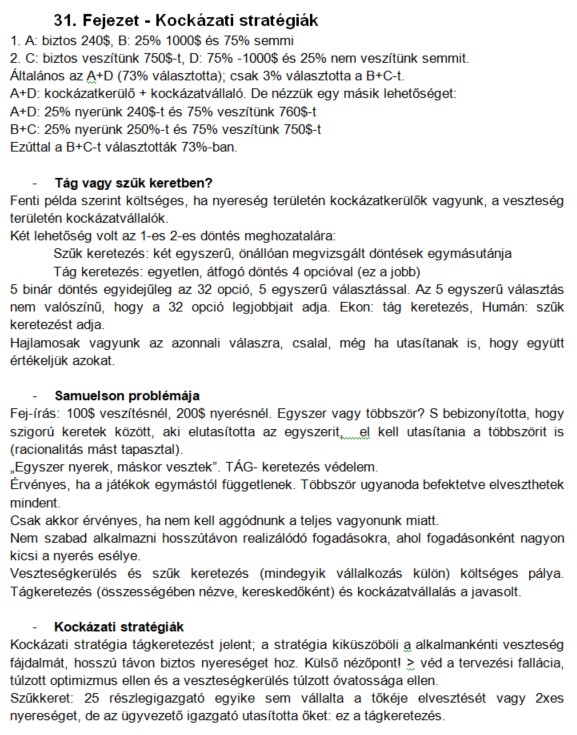 31. Fejezet - Kockázati stratégiák
1. A: biztos 240$, B: 25% 1000$ és 75% semmi
2. C: biztos veszítünk 750$-t, D: 75% -1000$ és 25% nem veszítünk semmit.
Általános az A+D (73% választotta); csak 3% választotta a B+C-t.
A+D: kockázatkerülő + kockázatvállaló. De nézzük egy másik lehetőséget:
A+D: 25% nyerünk 240$-t és 75% veszítünk 760$-t
B+C: 25% nyerünk 250%-t és 75% veszítünk 750$-t
Ezúttal a B+C-t választották 73%-ban.
- Tág vagy szűk keretben?
Fenti példa szerint költséges, ha nyereség területén kockázatkerülők vagyunk, a veszteség
területén kockázatvállalók.
Két lehetőség volt az 1-es 2-es döntés meghozatalára:
Szűk keretezés: két egyszerű, önállóan megvizsgált döntések egymásutánja
Tág keretezés: egyetlen, átfogó döntés 4 opcióval (ez a jobb)
5 binár döntés egyidejűleg az 32 opció, 5 egyszerű választással. Az 5 egyszerű választás
nem valószínű, hogy a 32 opció legjobbjait adja. Ekon: tág keretezés, Humán: szűk
keretezést adja.
Hajlamosak vagyunk az azonnali válaszra, csalal, még ha utasítanak is, hogy együtt
értékeljük azokat.
- Samuelson problémája
Fej-írás: 100$ veszítésnél, 200$ nyerésnél. Egyszer vagy többször? S bebizonyította, hogy
szigorú keretek között, aki elutasította az egyszerit, el kell utasítania a többszörit is
(racionalitás mást tapasztal).
„Egyszer nyerek, máskor vesztek”. TÁG- keretezés védelem.
Érvényes, ha a játékok egymástól függetlenek. Többször ugyanoda befektetve elveszthetek
mindent.
Csak akkor érvényes, ha nem kell aggódnunk a teljes vagyonunk miatt.
Nem szabad alkalmazni hosszútávon realizálódó fogadásokra, ahol fogadásonként nagyon
kicsi a nyerés esélye.
Veszteségkerülés és szűk keretezés (mindegyik vállalkozás külön) költséges pálya.
Tágkeretezés (összességében nézve, kereskedőként) és kockázatvállalás a javasolt.
- Kockázati stratégiák
Kockázati stratégia tágkeretezést jelent; a stratégia kiküszöböli a alkalmankénti veszteség
fájdalmát, hosszú távon biztos nyereséget hoz. Külső nézőpont! > véd a tervezési fallácia,
túlzott optimizmus ellen és a veszteségkerülés túlzott óvatossága ellen.
Szűkkeret: 25 részlegigazgató egyike sem vállalta a tőkéje elvesztését vagy 2xes
nyereséget, de az ügyvezető igazgató utasította őket: ez a tágkeretezés.